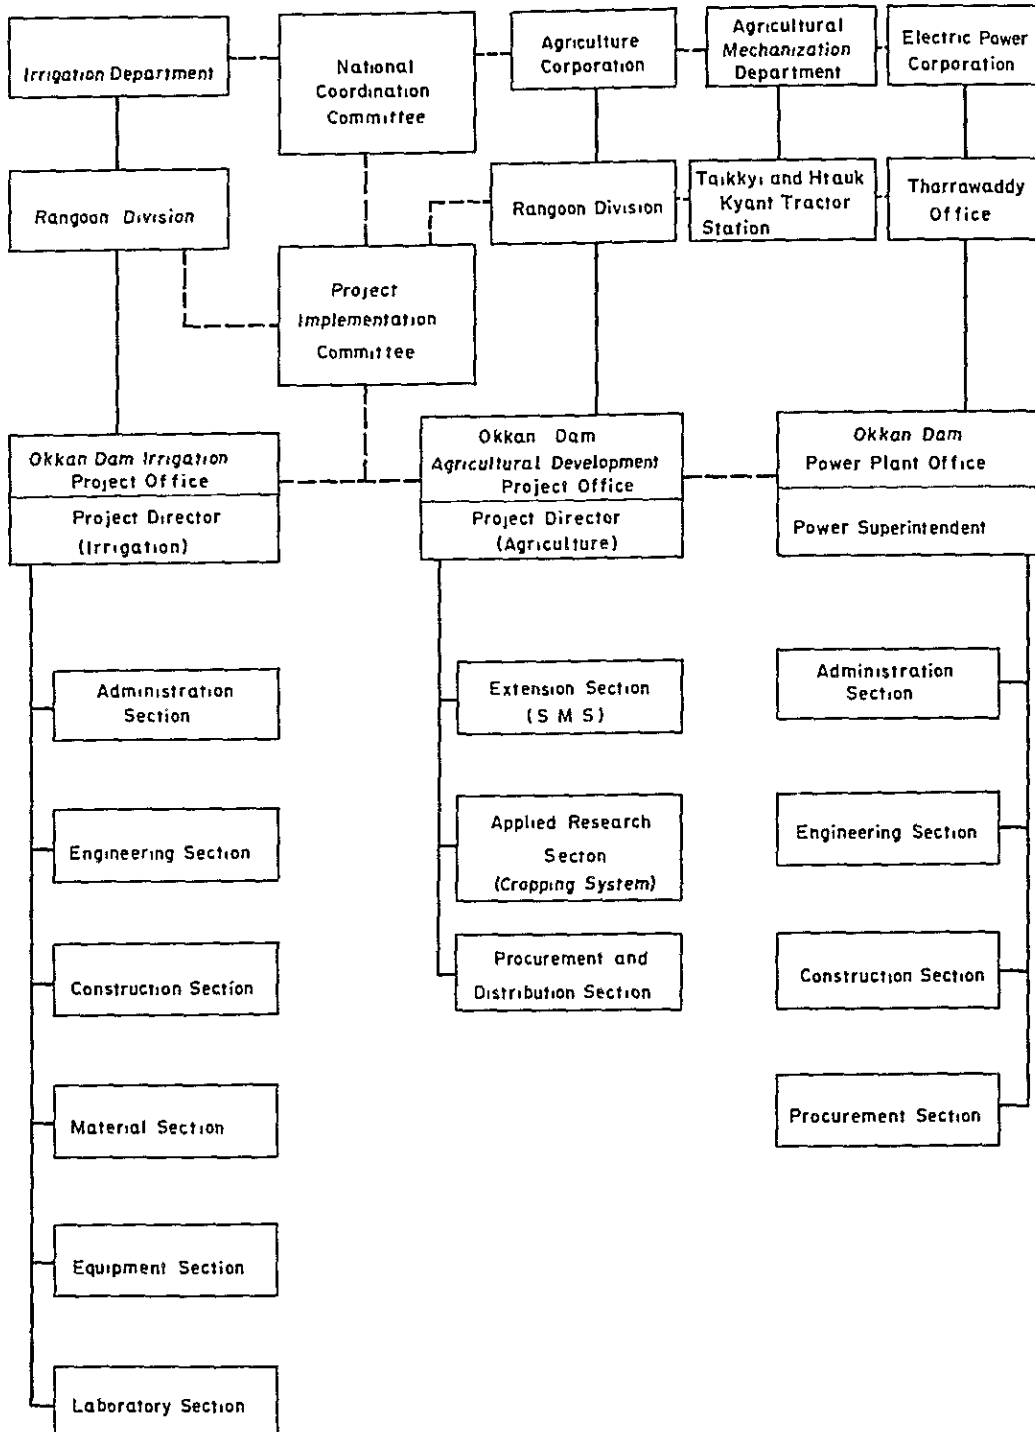 Irrigation Department
National
Coordination
Committee
Agriculture
Corporation
Agricultural
Mechanization
Department
Electric Power
Corporation
Rangoon Division
Rangoon Division
Taikkyi and Htauk
Kyant Tractor
Station
Tharrawaddy
Office
Project
Implementation
Committee
Okkan Dam Irrigation
Project Office
Project Director
(Irrigation)
Okkan Dam
Agricultural Development
Project Office
Project Director
(Agriculture)
Okkan Dam
Power Plant Office
Power Superintendent
Administration
Section
Engineering Section
Construction Section
Material Section
Equipment Section
Laboratory Section
Extension Section
(S M S)
Applied Research
Secton
(Cropping System)
Procurement and
Distribution Section
Administration
Section
Engineering Section
Construction Section
Procurement Section